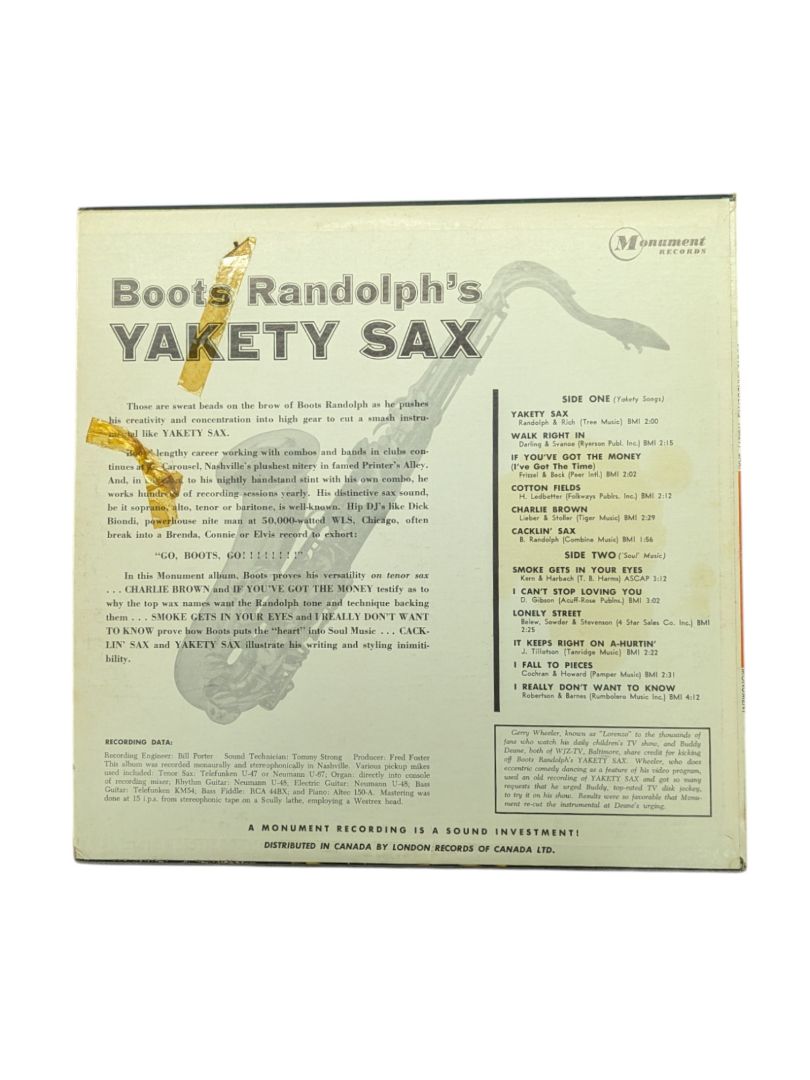 Monument
RECORDS
Boots Randolph's
YAKETY SAX
Those are sweat beads on the brow of Boots Randolph as he pushes
his creativity and concentration into high gear to cut a smash instru-
mental like YAKETY SAX.
Boots' lengthy career working with combos and bands in clubs con-
tinues at Carousel, Nashville's plushest nitery in famed Printer's Alley.
And, in to his nightly bandstand stint with his own combo, he
works hundreds of recording sessions yearly. His distinctive sax sound,
be it soprano, alto, tenor or baritone, is well-known. Hip DJ's like Dick
Biondi, powerhouse nite man at 50,000-watted WLS, Chicago, often
break into a Brenda, Connie or Elvis record to exhort:
"GO, BOOTS, GO!!!!!!!!"
In this Monument album, Boots proves his versatility on tenor sax
. . . CHARLIE BROWN and IF YOU'VE GOT THE MONEY testify as to
why the top wax names want the Randolph tone and technique backing
them . . . SMOKE GETS IN YOUR EYES and I REALLY DON'T WANT
TO KNOW prove how Boots puts the "heart" into Soul Music . . . CACK-
LIN' SAX and YAKETY SAX illustrate his writing and styling inimiti-
bility.
RECORDING DATA:
Recording Engineer: Bill Porter Sound Technician: Tommy Strong Producer: Fred Foster
This album was recorded monaurally and stereophonically in Nashville. Various pickup mikes
used included: Tenor Sax: Telefunken U-47 or Neumann U-67; Organ: directly into console
of recording mixer; Rhythm Guitar: Neumann U-48; Electric Guitar: Neumann U-48; Bass
Guitar: Telefunken KM54; Bass Fiddle: RCA 44BX, and Piano: Altec 150-A. Mastering was
done at 15 i.p.s. from stereophonic tape on a Scully lathe, employing a Westrex head.
SIDE ONE (Yakety Songs)
YAKETY SAX
Randolph & Rich (Tree Music) BMI 2:00
WALK RIGHT IN
Darling & Svanoe (Ryerson Publ. Inc.) BMI 2:15
IF YOU'VE GOT THE MONEY
(I've Got The Time)
Frizzel & Beck (Peer Intl.) BMI 2:02
COTTON FIELDS
H. Ledbetter (Folkways Publrs. Inc.) BMI 2:12
CHARLIE BROWN
Lieber & Stoller (Tiger Music) BMI 2:29
CACKLIN' SAX
B. Randolph (Combine Music) BMI 1:56
SIDE TWO ('Soul' Music)
SMOKE GETS IN YOUR EYES
Kern & Harbach (T. B. Harms) ASCAP 3:12
I CAN'T STOP LOVING YOU
D. Gibson (Acuff-Rose Publns.) BMI 3:02
LONELY STREET
Belew, Sowder & Stevenson (4 Star Sales Co. Inc.) BMI
2:25
IT KEEPS RIGHT ON A-HURTIN'
J. Tillotson (Tanridge Music) BMI 2:22
I FALL TO PIECES
Cochran & Howard (Pamper Music) BMI 2:31
I REALLY DON'T WANT TO KNOW
Robertson & Barnes (Rumbalero Music Inc.) BMI 4:12
Gerry Wheeler, known as "Lorenzo" to the thousands of
fans who watch his daily children's TV show, and Buddy
Deane, both of WJZ-TV, Baltimore, share credit for kicking
off Boots Randolph's YAKETY SAX. Wheeler, who does
eccentric comedy dancing as a feature of his video program,
used an old recording of YAKETY SAX and got so many
requests that he urged Buddy, top-rated TV disk jockey,
to try it on his show. Results were so favorable that Monu-
ment re-cut the instrumental at Deane's urging.
A MONUMENT RECORDING IS A SOUND INVESTMENT!
DISTRIBUTED IN CANADA BY LONDON RECORDS OF CANADA LTD.